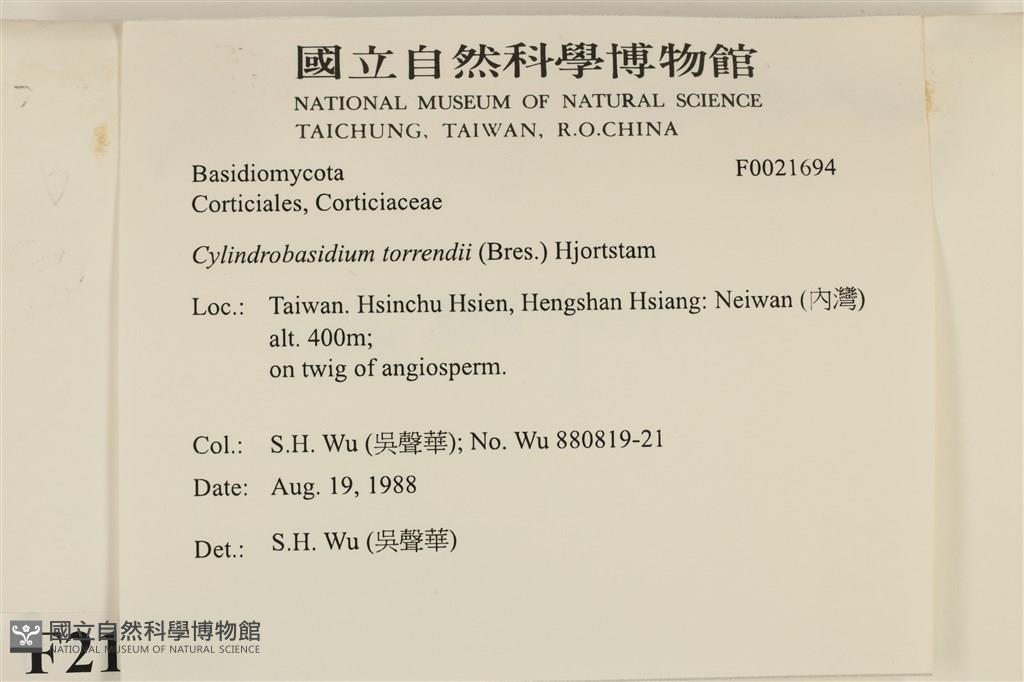 國立自然科學博物館
NATIONAL MUSEUM OF NATURAL SCIENCE
TAICHUNG, TAIWAN, R.O.CHINA
Basidiomycota F0021694
Corticiales, Corticiaceae
Cylindrobasidium torrendii (Bres.) Hjortstam
Loc.: Taiwan. Hsinchu Hsien, Hengshan Hsiang: Neiwan (內灣)
alt. 400m;
on twig of angiosperm.
Col.: S.H. Wu (吳聲華); No. Wu 880819-21
Date: Aug. 19, 1988
Det.: S.H. Wu (吳聲華)
國立自然科學博物館
NATIONAL MUSEUM OF NATURAL SCIENCE
F21